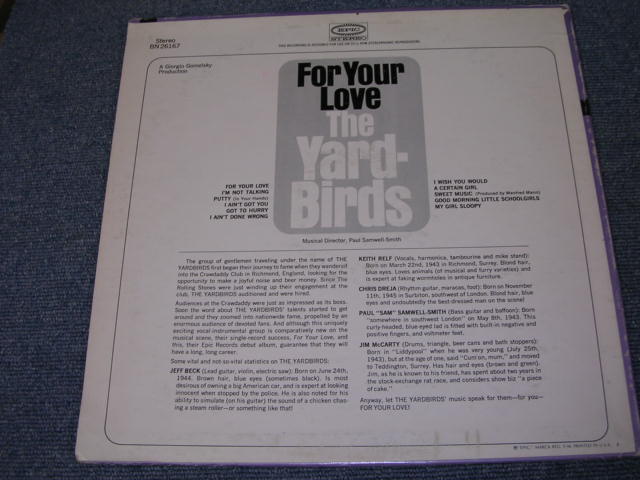 Stereo
BN 26167
EPIC
STEREO
THIS RECORDING IS DESIGNED FOR USE ON ALL STEREOPHONIC REPRODUCERS
A Giorgio Gomelsky
Production
For Your
Love
The
Yard-
Birds
FOR YOUR LOVE
I'M NOT TALKING
PUTTY (In Your Hands)
I AIN'T GOT YOU
GOT TO HURRY
I AIN'T DONE WRONG
I WISH YOU WOULD
A CERTAIN GIRL
SWEET MUSIC (Produced by Manfred Mann)
GOOD MORNING LITTLE SCHOOLGIRLS
MY GIRL SLOOPY
Musical Director, Paul Samwell-Smith
The group of gentlemen traveling under the name of THE
YARDBIRDS first began their journey to fame when they wandered
into the Crawdaddy Club in Richmond, England, looking for the
opportunity to make a joyful noise and beer money. Since The
Rolling Stones were just winding up their engagement at the
club, THE YARDBIRDS auditioned and were hired.
Audiences at the Crawdaddy were just as impressed as its boss.
Soon the word about THE YARDBIRDS' talents started to get
around and they zoomed into nationwide fame, propelled by an
enormous audience of devoted fans. And although this uniquely
exciting vocal-instrumental group is comparatively new on the
musical scene, their single-record success, For Your Love, and
this, their Epic Records debut album, guarantee that they will
have a long, long career.
Some vital and not-so-vital statistics on THE YARDBIRDS:
JEFF BECK (Lead guitar, violin, electric saw): Born on June 24th,
1944. Brown hair, blue eyes (sometimes black). Is most
desirous of owning a big American car, and is expert at looking
innocent when stopped by the police. He is also noted for his
ability to simulate (on his guitar) the sound of a chicken chas-
ing a steam roller—or something like that!
KEITH RELF (Vocals, harmonica, tambourine and mike stand):
Born on March 22nd, 1943 in Richmond, Surrey. Blond hair,
blue eyes. Loves animals (of musical and furry varieties) and
is expert at faking wormholes in antique furniture.
CHRIS DREJA (Rhythm guitar, maracas, foot): Born on November
11th, 1945 in Surbiton, southwest of London. Blond hair, blue
eyes and undoubtedly the best-dressed man on the scene!
PAUL "SAM" SAMWELL-SMITH (Bass guitar and baffoon): Born
"somewhere in southwest London" on May 8th, 1943. This
curly-headed, blue-eyed lad is fitted with built-in negative and
positive fingers, and voltmeter feet.
JIM McCARTY (Drums, triangle, beer cans and bath stoppers):
Born in "Liddypool" when he was very young (July 25th,
1943), but at the age of one, said "Cum on, mum," and moved
to Teddington, Surrey. Has hair and eyes (brown and green).
Jim, as he is known to his friend, has spent about two years in
the stock-exchange rat race, and considers show biz "a piece
of cake."
Anyway, let THE YARDBIRDS' music speak for them—for you—
FOR YOUR LOVE!
"EPIC," MARCA REG. PRINTED IN U.S.A.